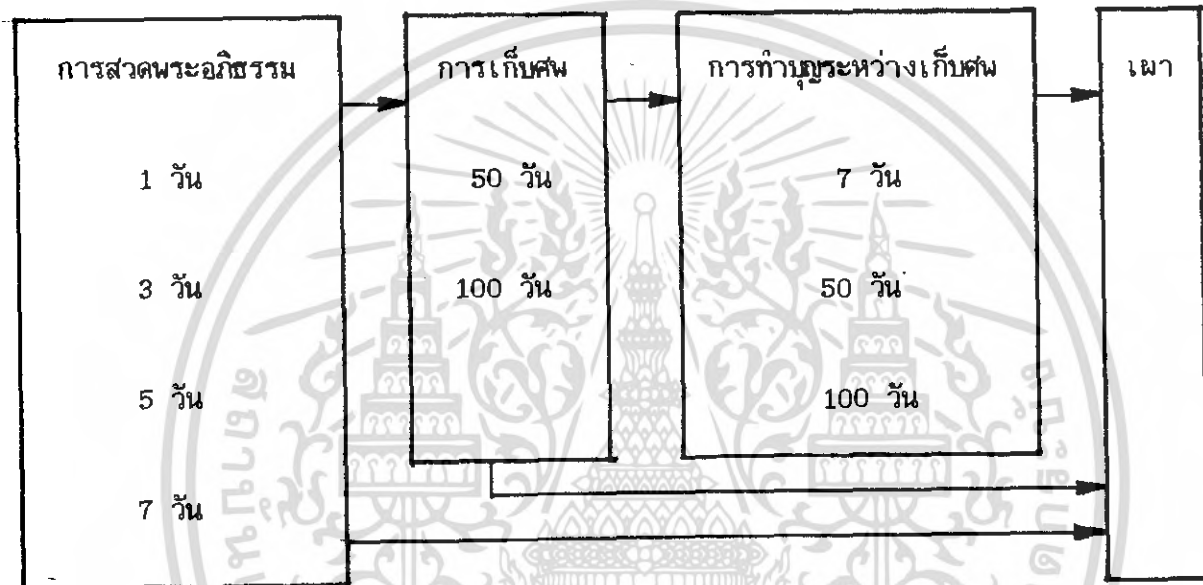 การสวดพระอภิธรรม
1 วัน
3 วัน
5 วัน
7 วัน
การเก็บศพ
50 วัน
100 วัน
การทำบุญระหว่างเก็บศพ
7 วัน
50 วัน
100 วัน
เผา